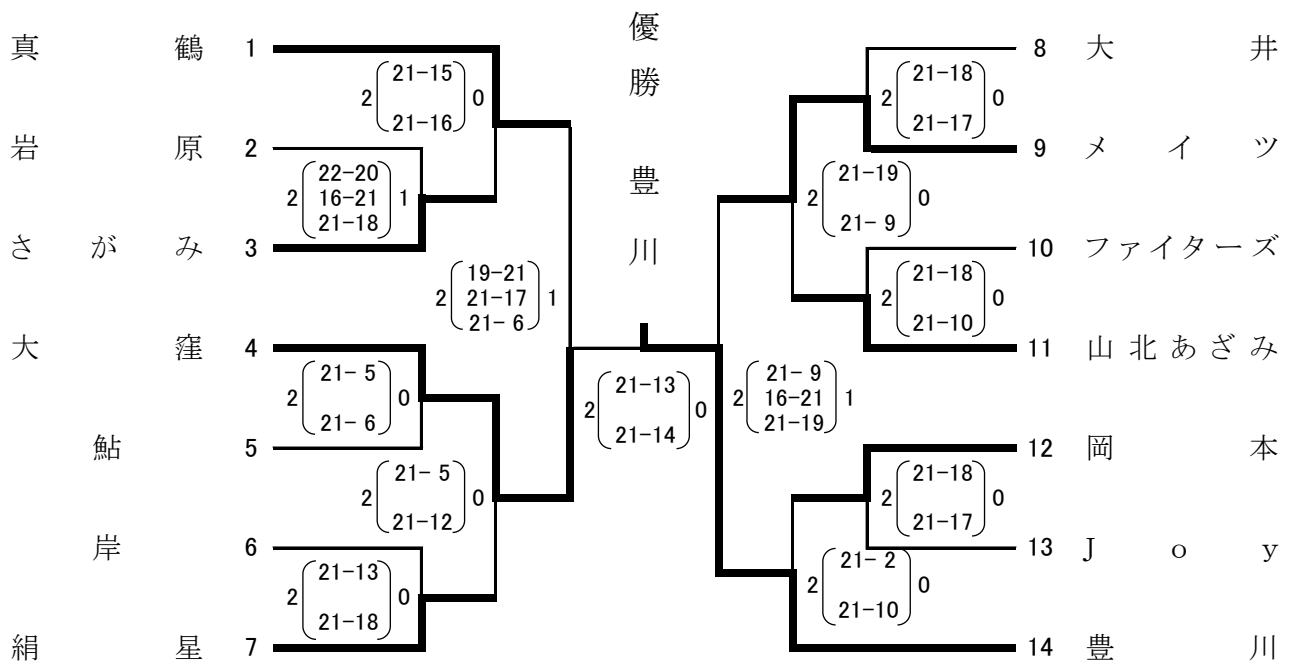 優勝 豊川
真鶴 1
2 21-15 21-16 0
岩原 2
2 22-20 16-21 21-18 1
さがみ 3
2 19-21 21-17 21- 6 1
大窪 4
2 21- 5 21- 6 0
鮎 5
2 21- 5 21-12 0
岸 6
2 21-13 21-18 0
絹星 7
2 21-13 21-14 0
8 大井
2 21-18 21-17 0
9 メイツ
2 21-19 21- 9 0
10 ファイターズ
2 21-18 21-10 0
11 山北あざみ
2 21- 9 16-21 21-19 1
12 岡本
2 21-18 21-17 0
13 Joy
2 21- 2 21-10 0
14 豊川